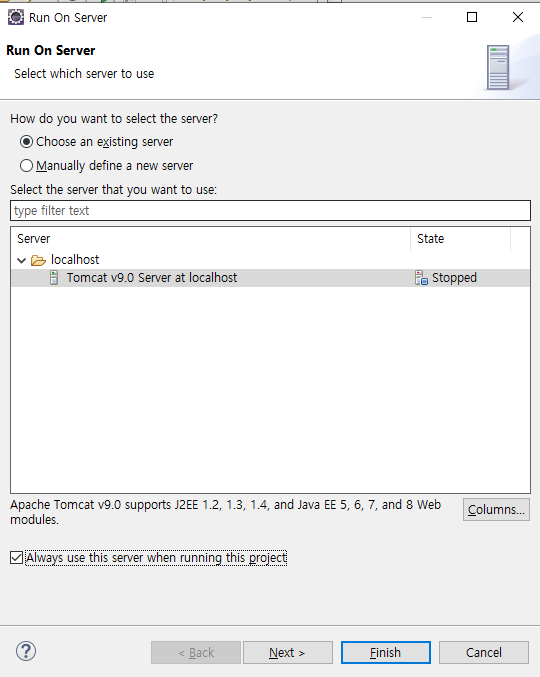 Run On Server
Run On Server
Select which server to use
How do you want to select the server?
Choose an existing server
Manually define a new server
Select the server that you want to use:
type filter text
Server State
localhost
Tomcat v9.0 Server at localhost Stopped
Apache Tomcat v9.0 supports J2EE 1.2, 1.3, 1.4, and Java EE 5, 6, 7, and 8 Web
modules.
Columns...
Always use this server when running this project
? < Back Next > Finish Cancel